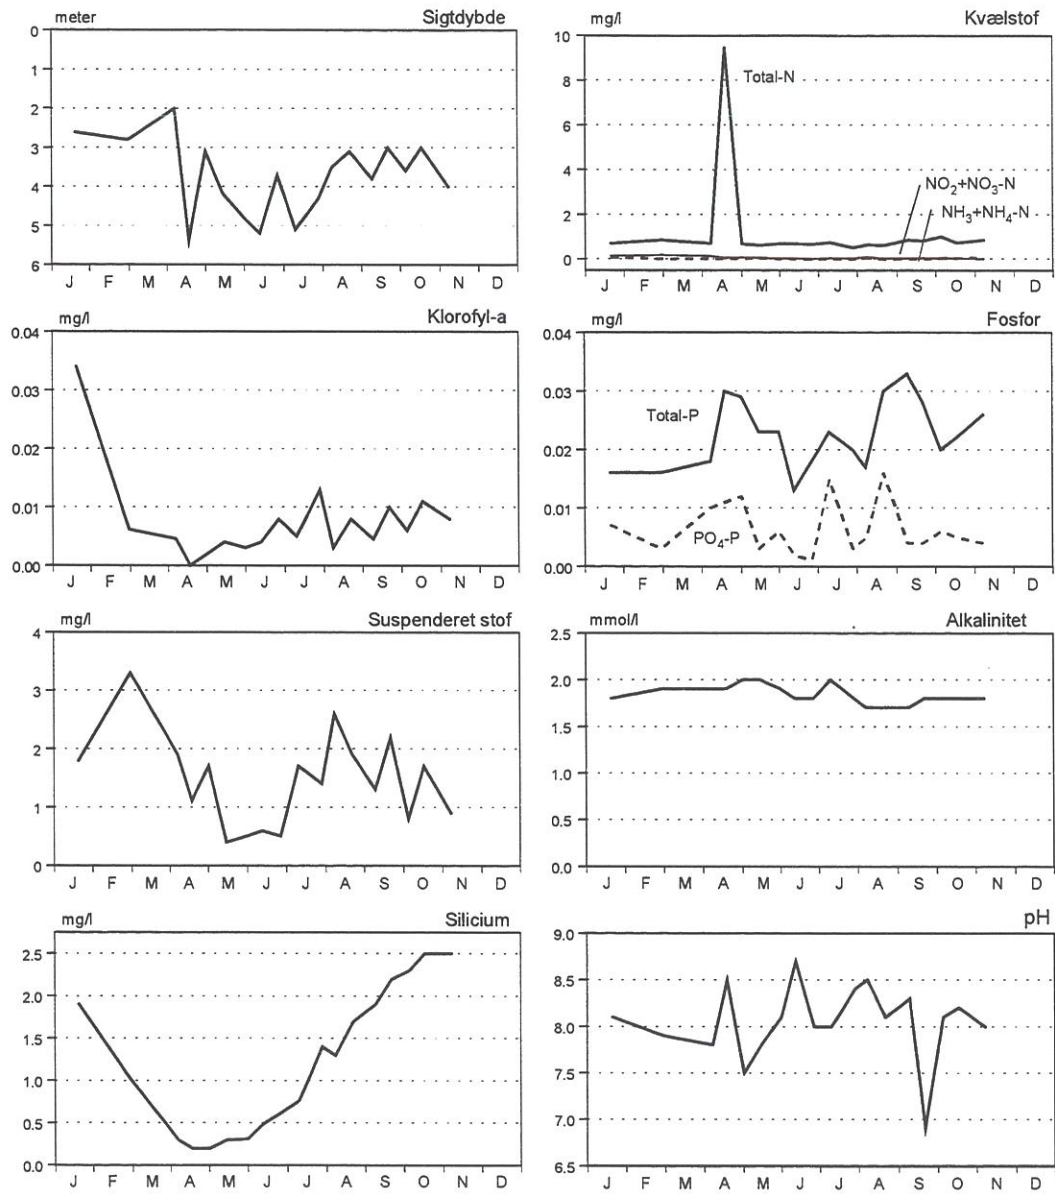 meter Sigtdybde
0
1
2
3
4
5
6
J F M A M J J A S O N D
mg/l Kvælstof
10
8
6
4
2
0
Total-N
NO₂+NO₃-N
NH₃+NH₄-N
J F M A M J J A S O N D
mg/l Klorofyl-a
0.04
0.03
0.02
0.01
0.00
J F M A M J J A S O N D
mg/l Fosfor
0.04
0.03
0.02
0.01
0.00
Total-P
PO₄-P
J F M A M J J A S O N D
mg/l Suspenderet stof
4
3
2
1
0
J F M A M J J A S O N D
mmol/l Alkalinitet
2.5
2.0
1.5
1.0
0.5
0.0
J F M A M J J A S O N D
mg/l Silicium
2.5
2.0
1.5
1.0
0.5
0.0
J F M A M J J A S O N D
pH
9.0
8.5
8.0
7.5
7.0
6.5
J F M A M J J A S O N D